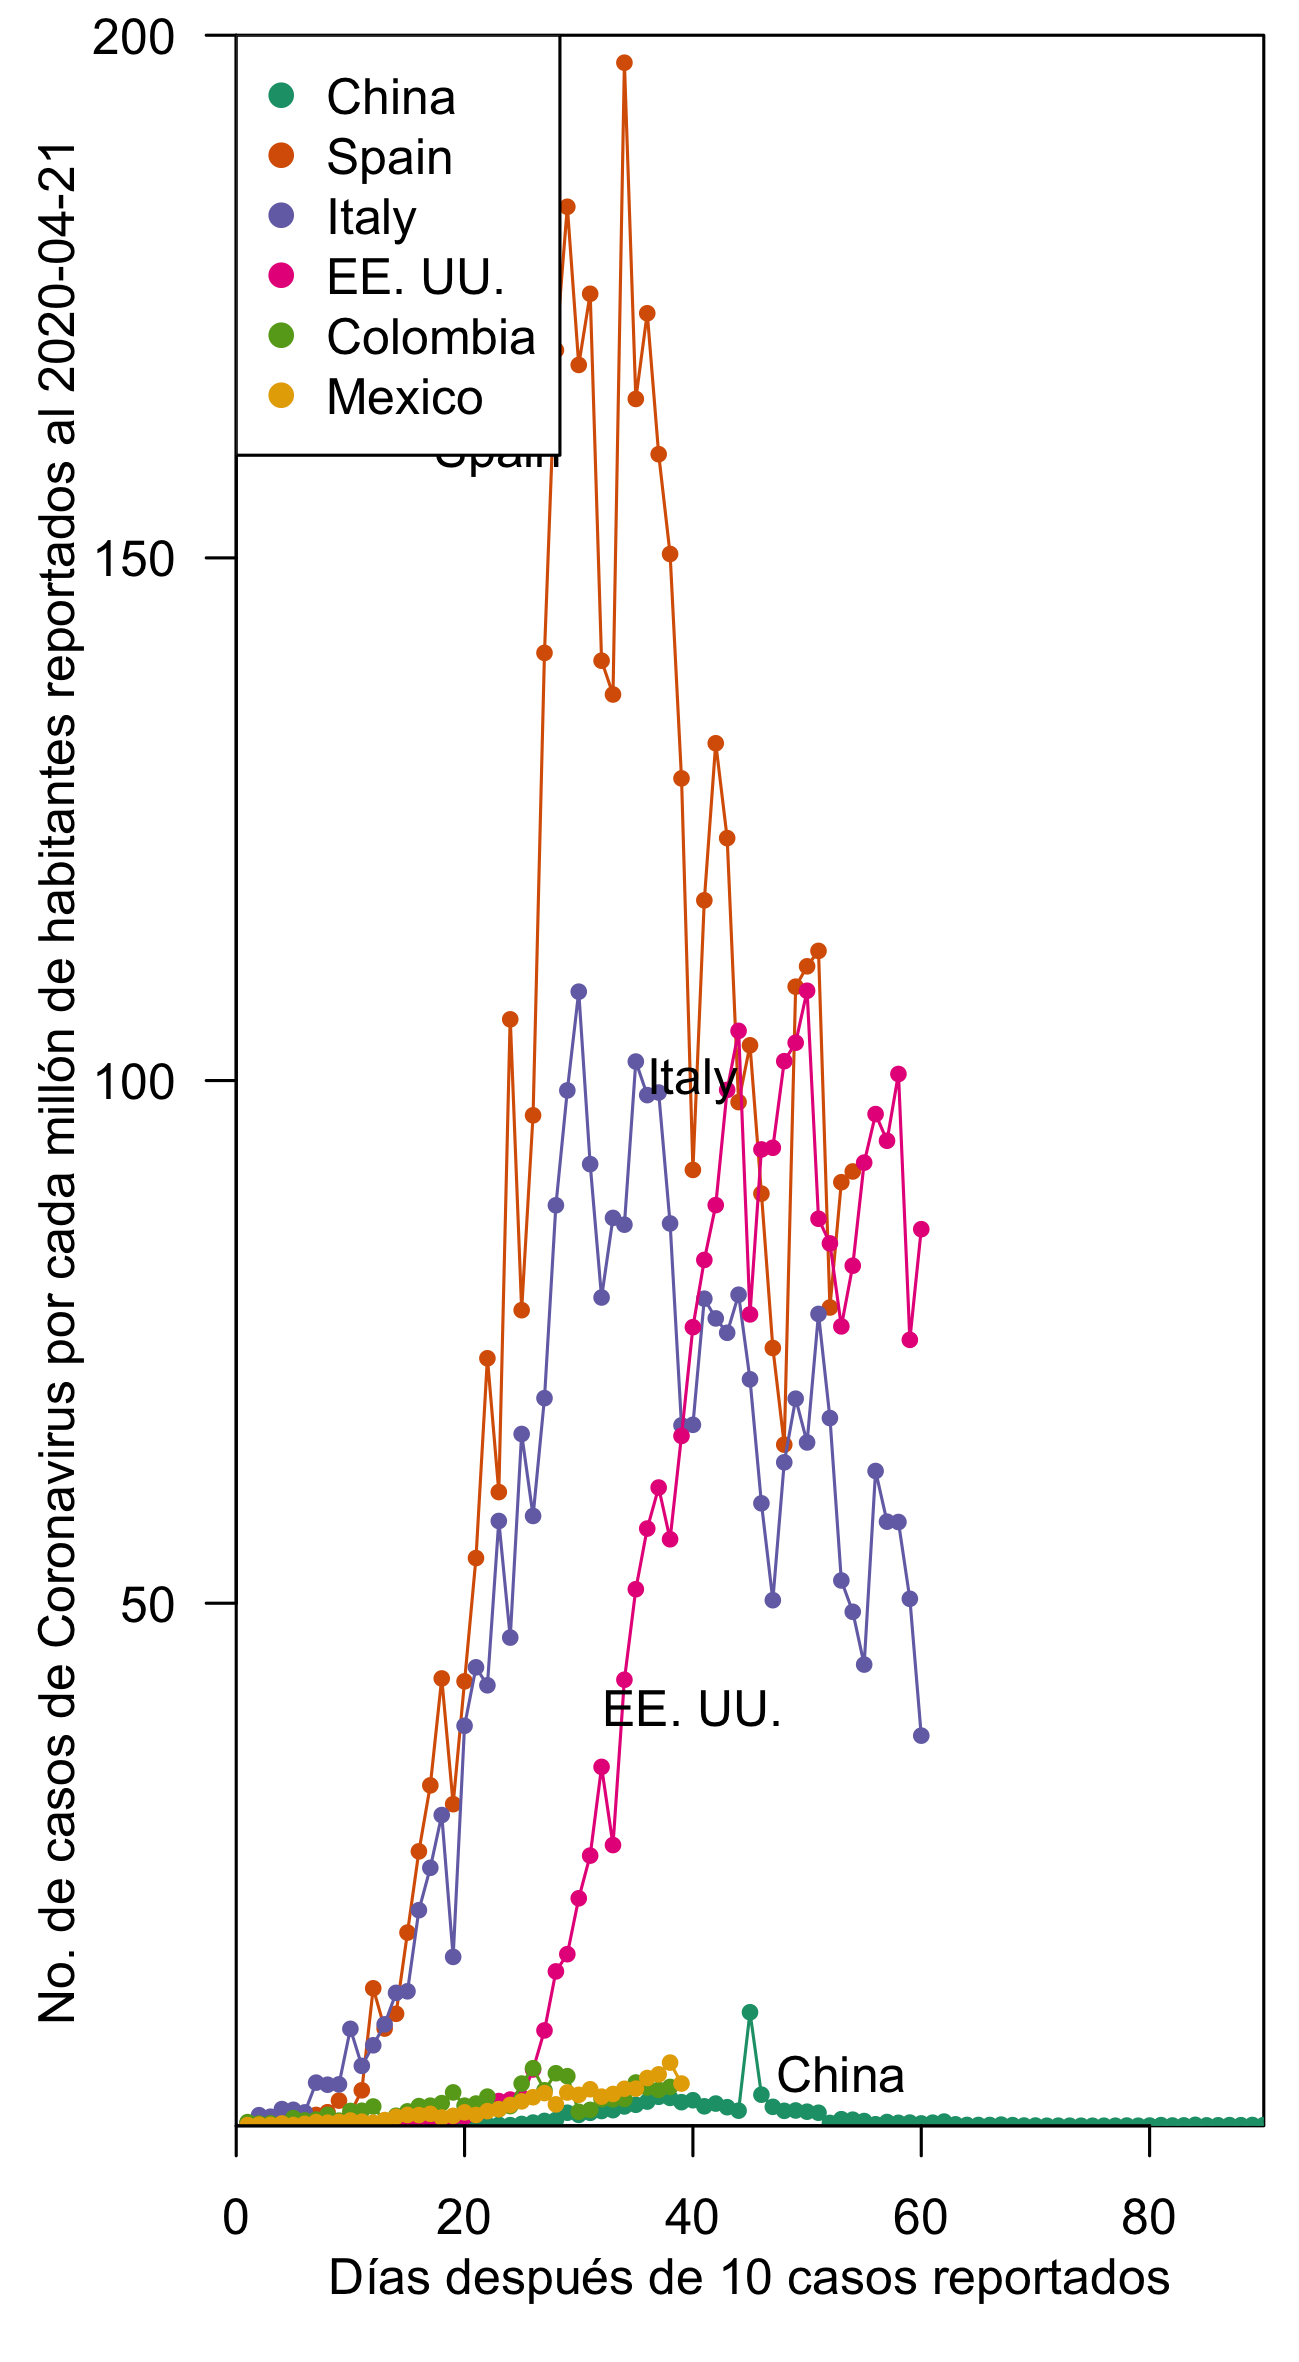 200
150
100
50
No. de casos de Coronavirus por cada millón de habitantes reportados al 2020-04-21
China
Spain
Italy
EE. UU.
Colombia
Mexico
Spain
Italy
EE. UU.
China
0 20 40 60 80
Días después de 10 casos reportados